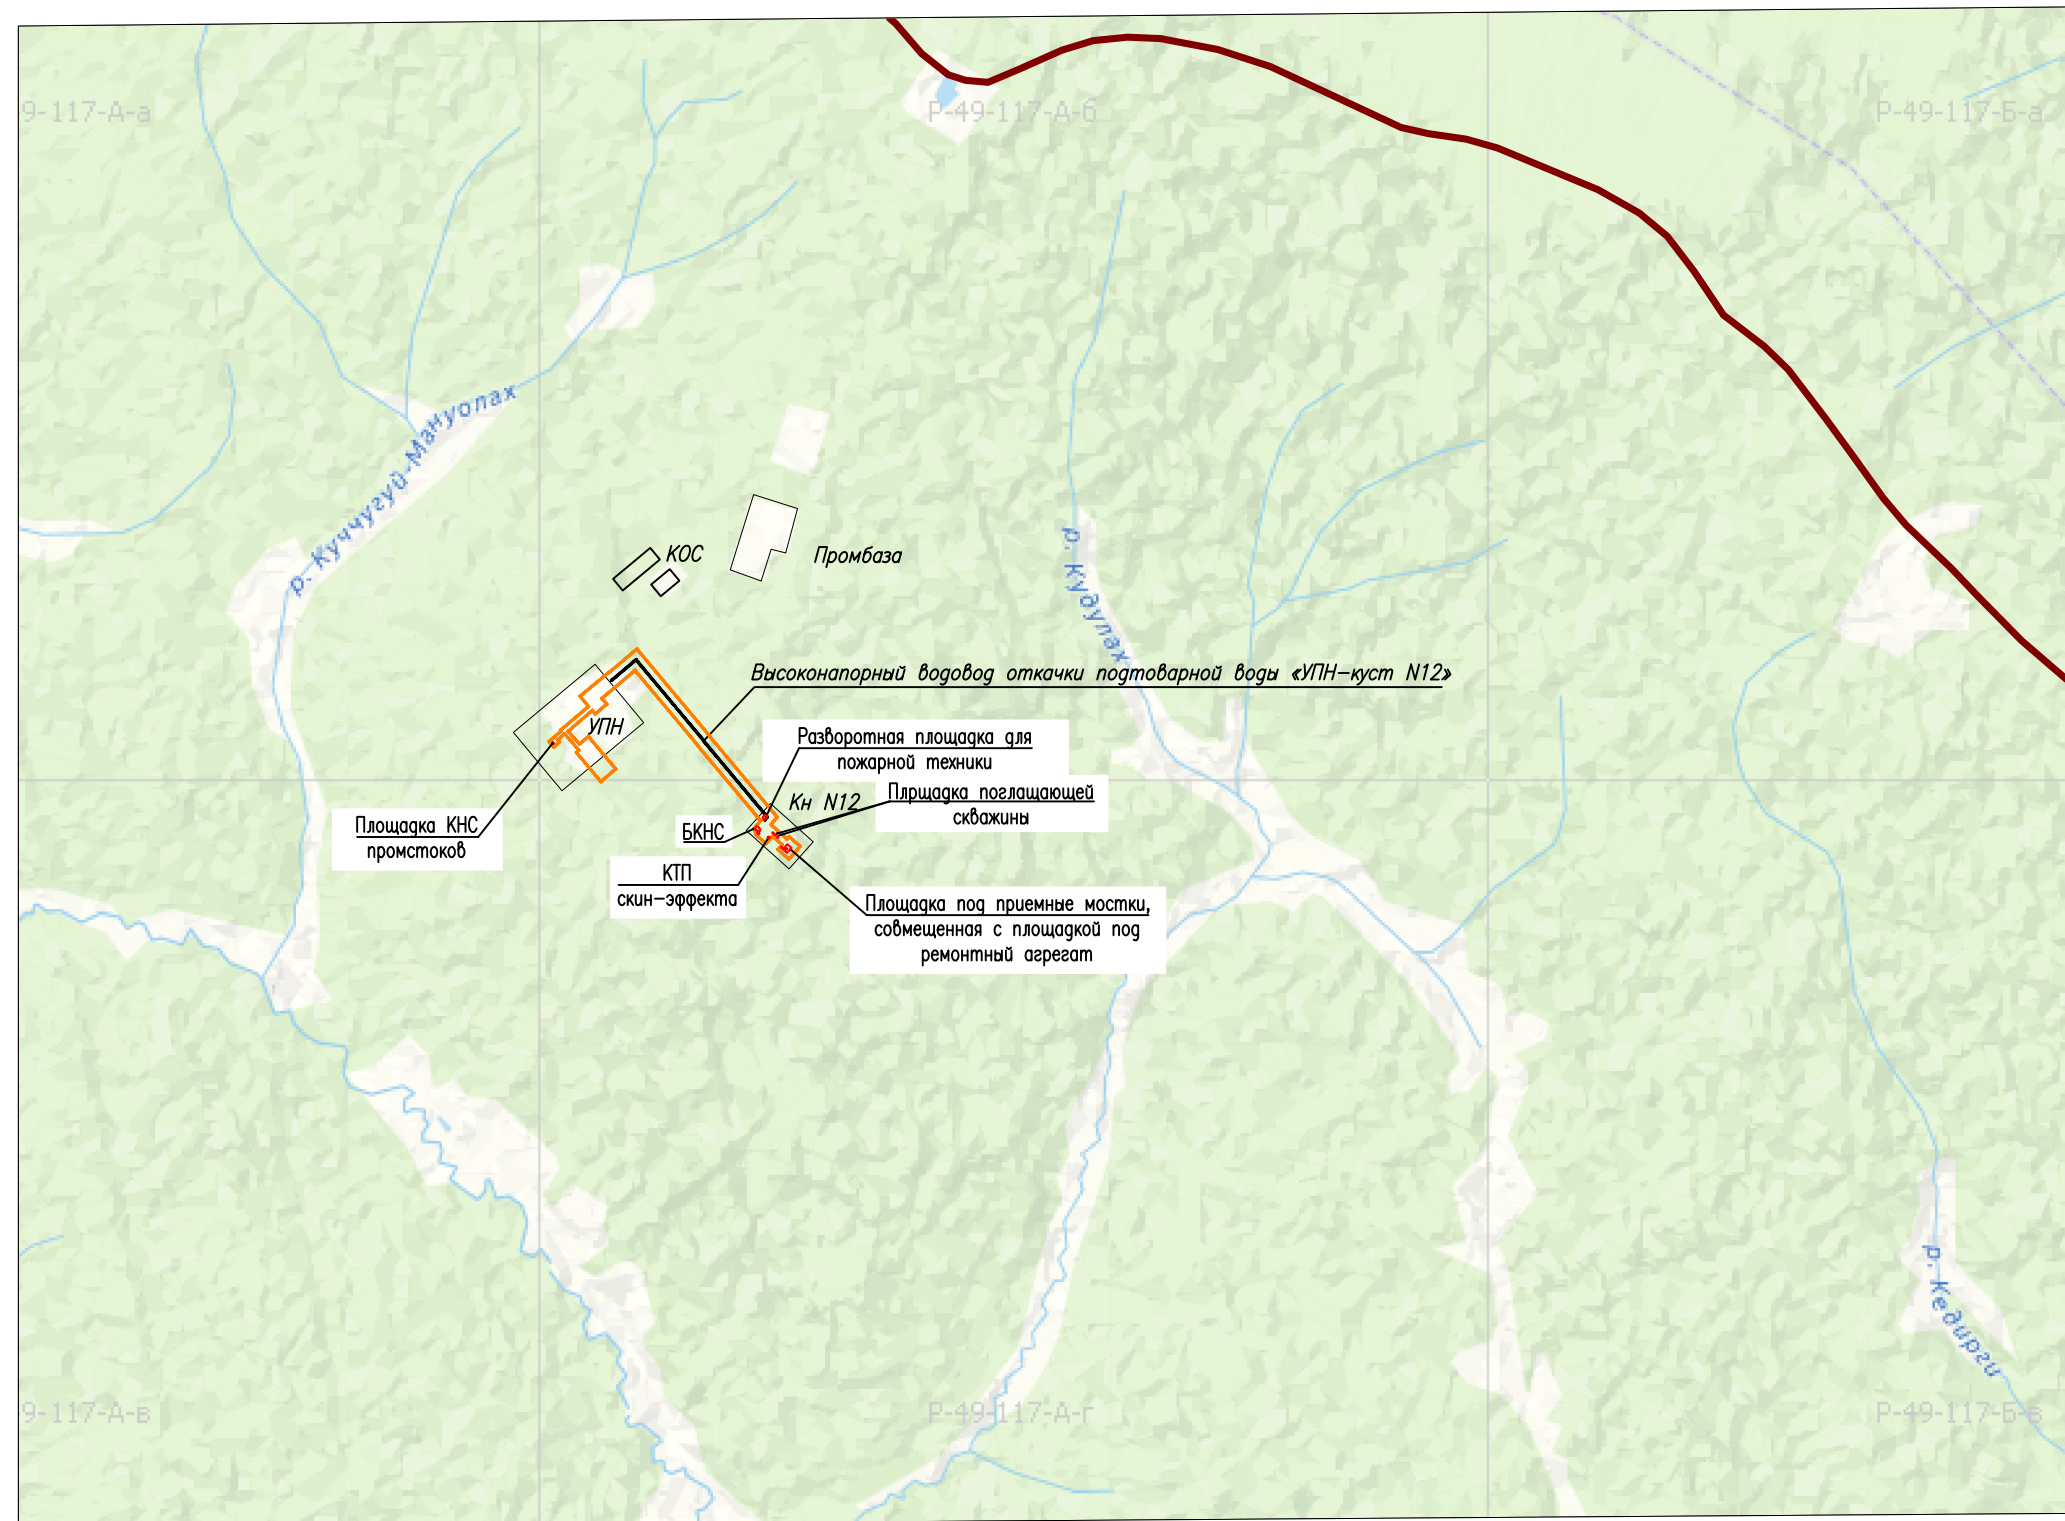 9-117-А-а
Р-49-117-А-б
Р-49-117-Б-а
р. Куччугуй-Мануолах
КОС
Промбаза
р. Кудулах
Высоконапорный водовод откачки подтоварной воды «УПН-куст N12»
УПН
Разворотная площадка для
пожарной техники
Кн N12
Плрщадка поглащающей
скважины
Площадка КНС
промстоков
БКНС
КТП
скин-эффекта
Площадка под приемные мостки,
совмещенная с площадкой под
ремонтный агрегат
р. Кедирги
9-117-А-в
Р-49-117-А-г
Р-49-117-Б-в